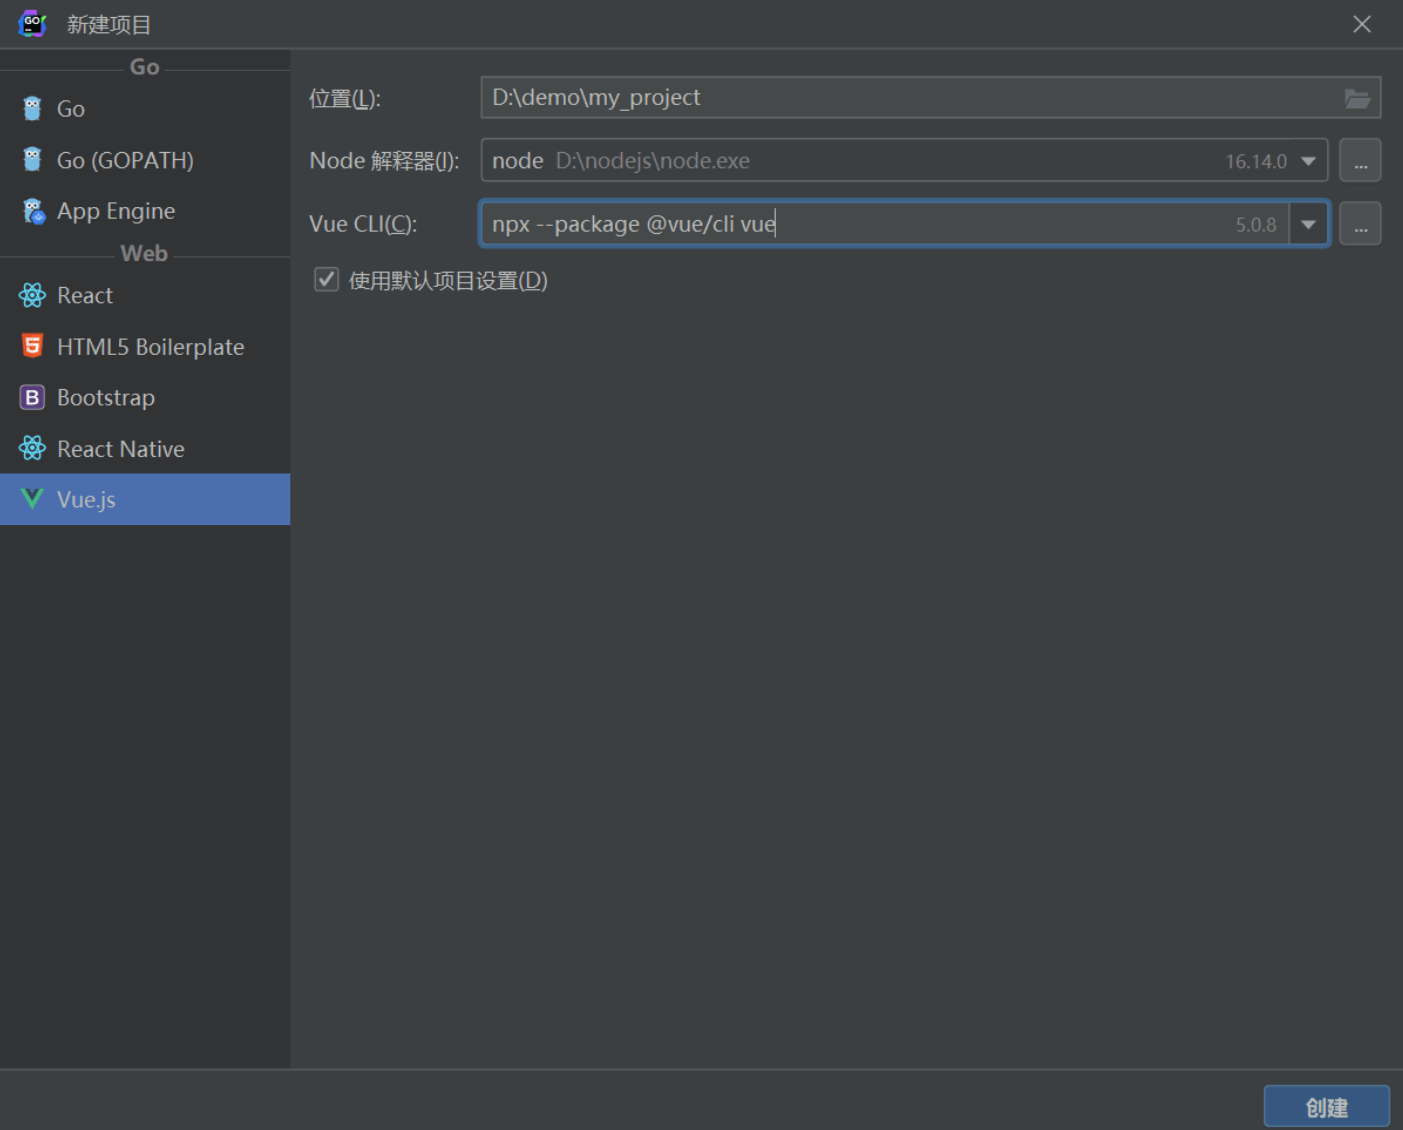 新建项目
Go
Go
Go (GOPATH)
App Engine
Web
React
HTML5 Boilerplate
Bootstrap
React Native
Vue.js
位置(L):
D:\demo\my_project
Node 解释器(I):
node D:\nodejs\node.exe 16.14.0
...
Vue CLI(C):
npx --package @vue/cli vue 5.0.8
...
使用默认项目设置(D)
创建